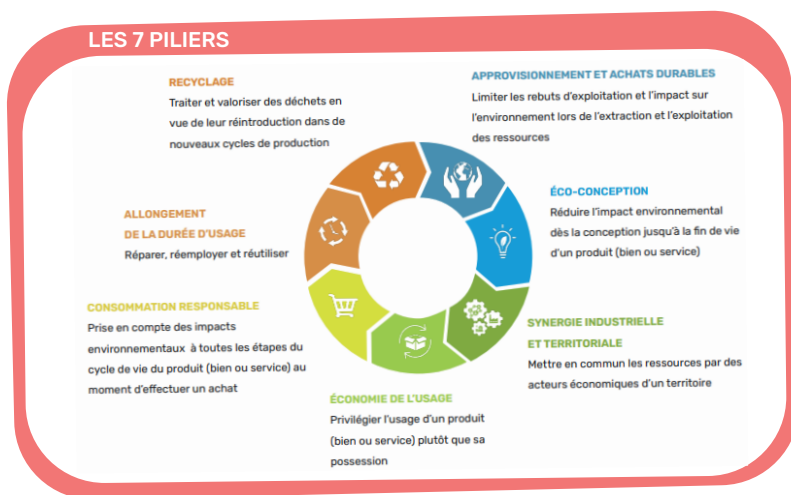 LES 7 PILIERS
RECYCLAGE
Traiter et valoriser des déchets en
vue de leur réintroduction dans de
nouveaux cycles de production
APPROVISIONNEMENT ET ACHATS DURABLES
Limiter les rebuts d'exploitation et l'impact sur
l'environnement lors de l'extraction et l'exploitation
des ressources
ÉCO-CONCEPTION
Réduire l'impact environnemental
dès la conception jusqu'à la fin de vie
d'un produit (bien ou service)
SYNERGIE INDUSTRIELLE
ET TERRITORIALE
Mettre en commun les ressources par des
acteurs économiques d'un territoire
ÉCONOMIE DE L'USAGE
Privilégier l'usage d'un produit
(bien ou service) plutôt que sa
possession
CONSOMMATION RESPONSABLE
Prise en compte des impacts
environnementaux à toutes les étapes du
cycle de vie du produit (bien ou service) au
moment d'effectuer un achat
ALLONGEMENT
DE LA DURÉE D'USAGE
Réparer, réemployer et réutiliser